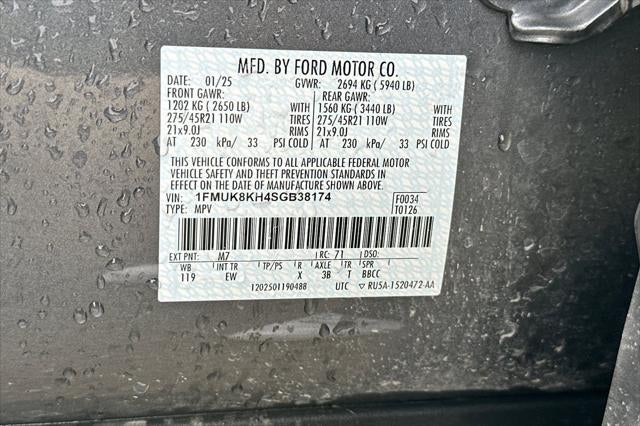 MFD. BY FORD MOTOR CO.
DATE: 01/25 GVWR: 2694 KG ( 5940 LB)
FRONT GAWR: REAR GAWR:
1202 KG ( 2650 LB) WITH 1560 KG ( 3440 LB) WITH
275/45R21 110W TIRES 275/45R21 110W TIRES
21x9.0J RIMS 21x9.0J RIMS
AT 230 kPa/ 33 PSI COLD AT 230 kPa/ 33 PSI COLD
THIS VEHICLE CONFORMS TO ALL APPLICABLE FEDERAL MOTOR
VEHICLE SAFETY AND THEFT PREVENTION STANDARDS IN
EFFECT ON THE DATE OF MANUFACTURE SHOWN ABOVE.
VIN: 1FMUK8KH4SGB38174 F0034
TYPE: MPV T0126
EXT PNT: M7 RC: 71 DSO:
WB INT TR TP/PS R AXLE TR SPR
119 EW X 3B T BBCC
1202501190488 UTC ▽ RU5A-1520472-AA